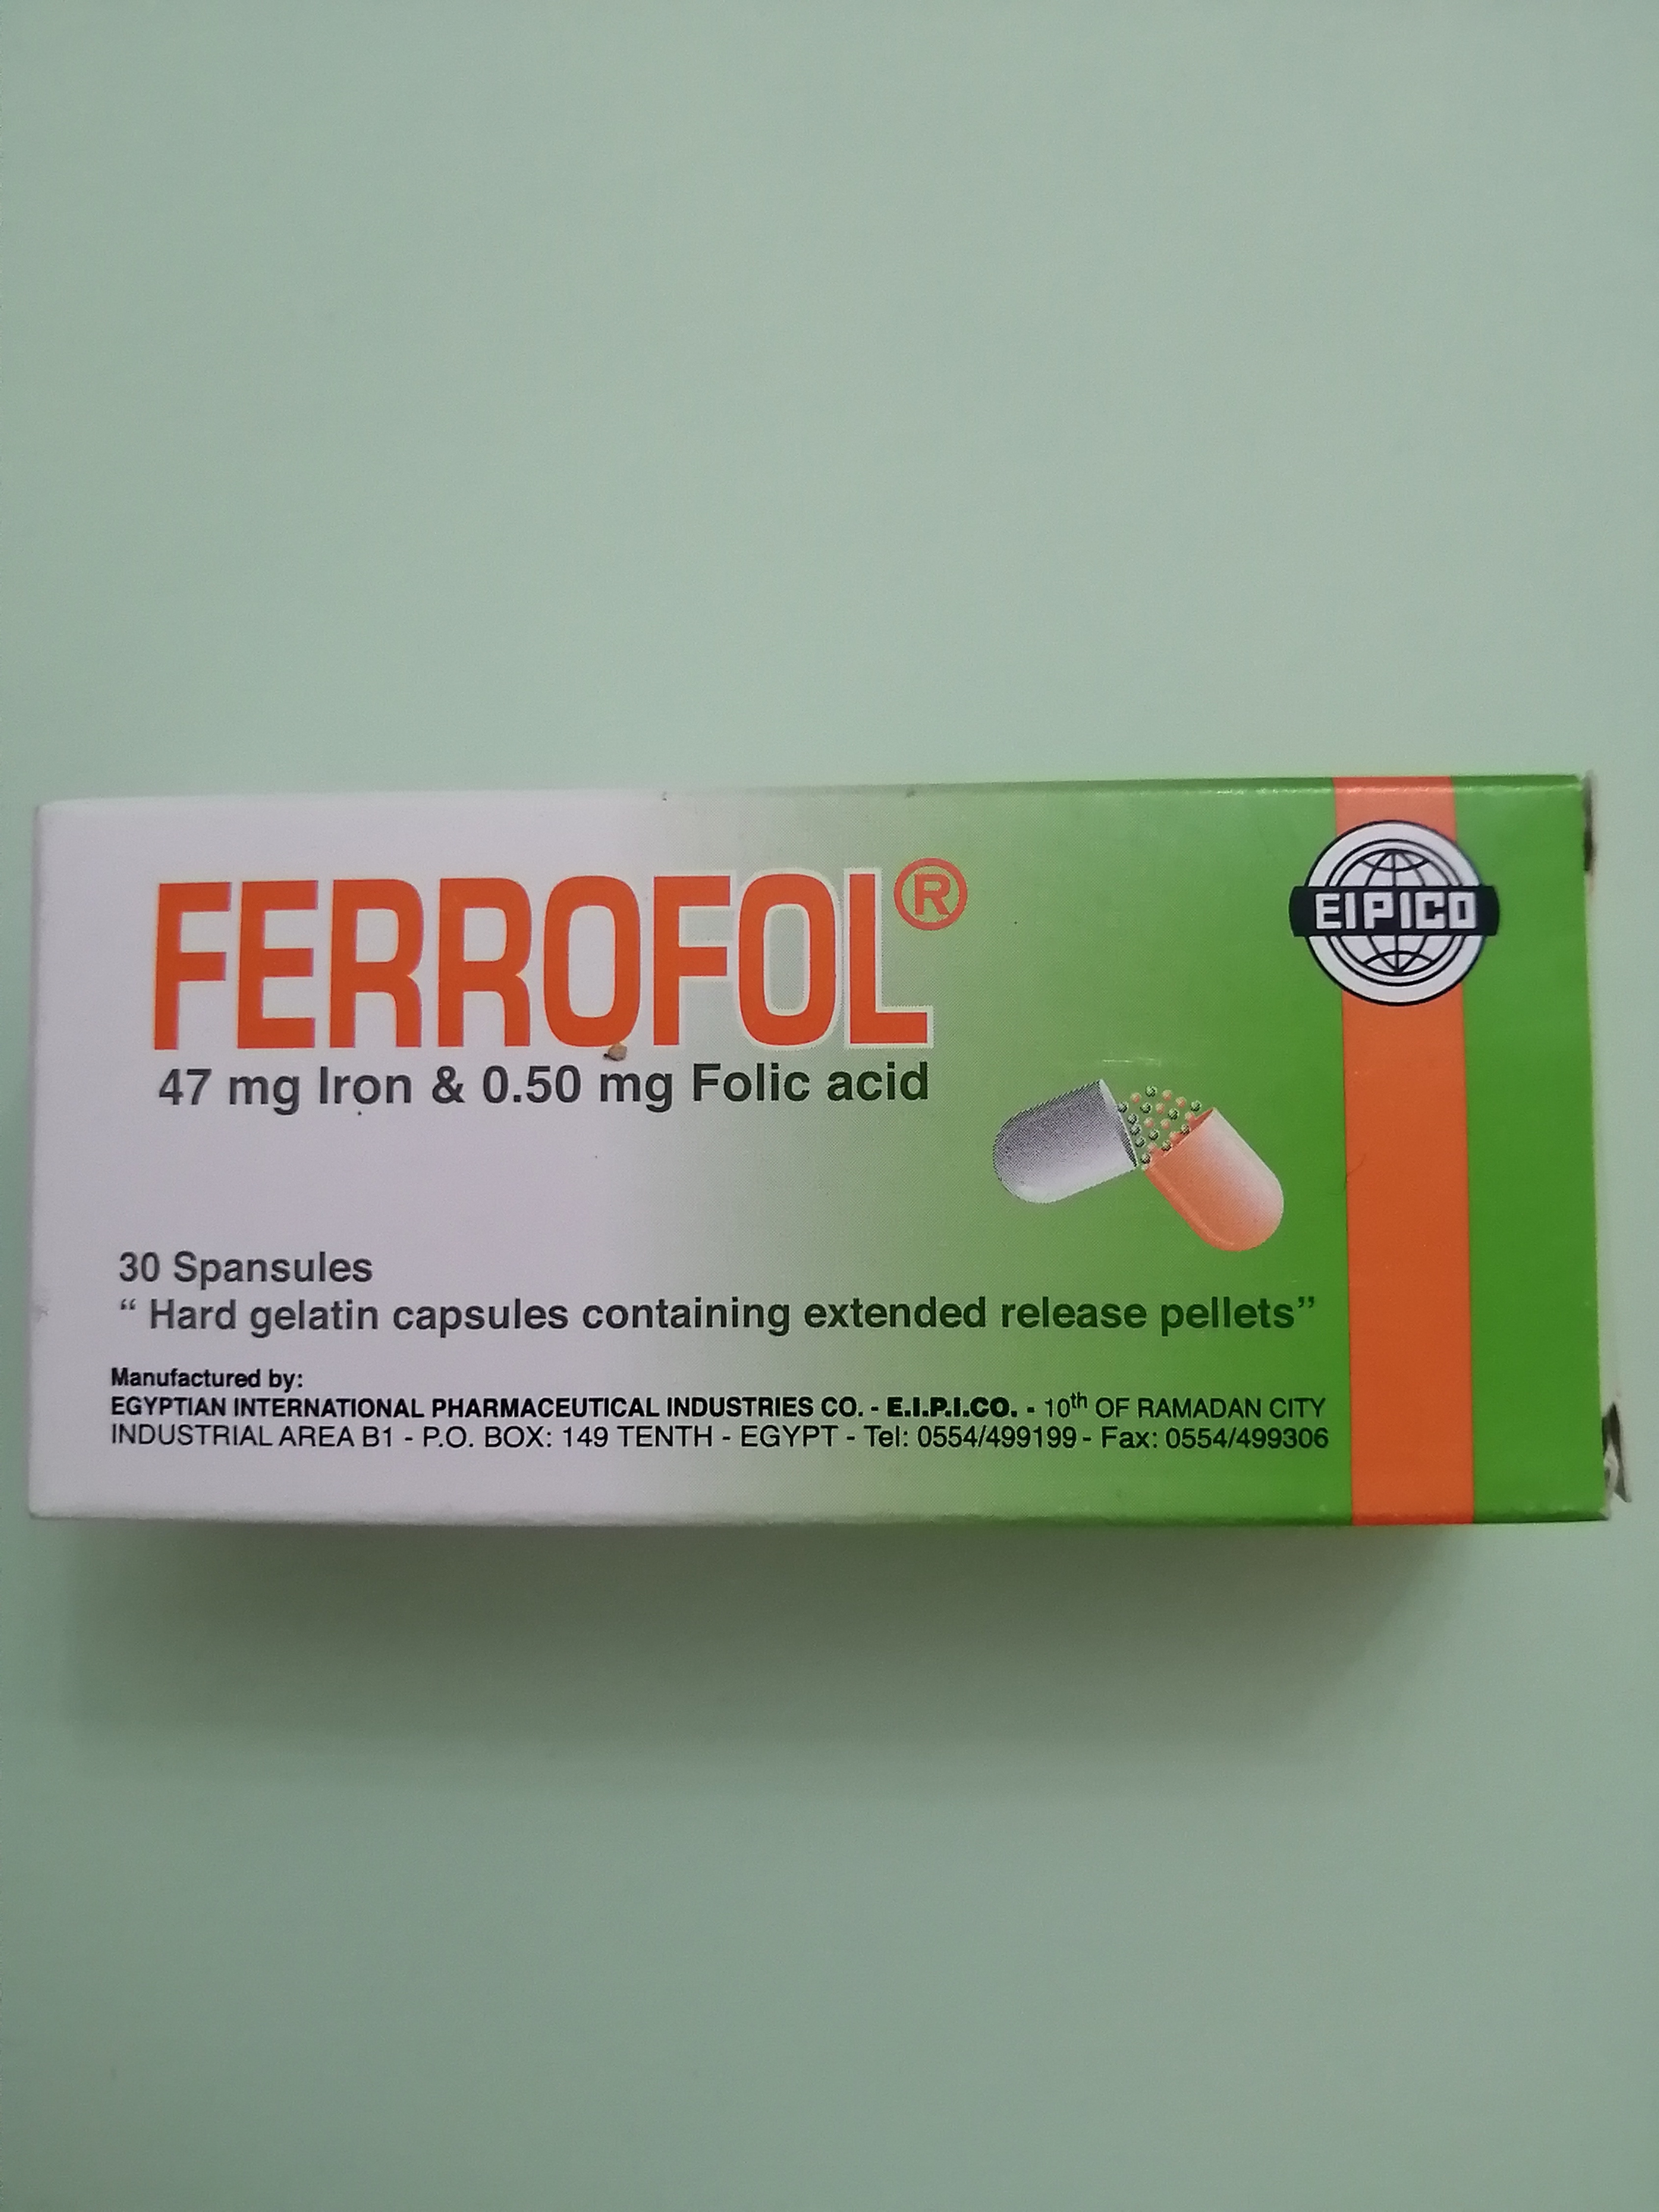 FERROFOL®
47 mg Iron & 0.50 mg Folic acid
EIPICO
30 Spansules
“ Hard gelatin capsules containing extended release pellets”
Manufactured by:
EGYPTIAN INTERNATIONAL PHARMACEUTICAL INDUSTRIES CO. - E.I.P.I.CO. - 10th OF RAMADAN CITY
INDUSTRIAL AREA B1 - P.O. BOX: 149 TENTH - EGYPT - Tel: 0554/499199 - Fax: 0554/499306